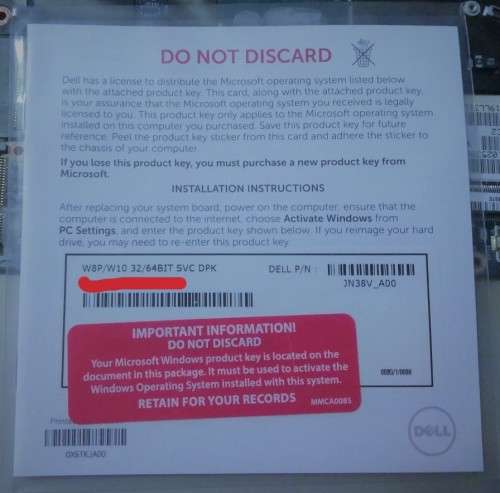 DO NOT DISCARD
Dell has a license to distribute the Microsoft operating system listed below
with the attached product key. This card, along with the attached product key,
is your assurance that the Microsoft operating system you received is legally
licensed to you. This product key only applies to the Microsoft operating system
installed on this computer you purchased. Save this product key for future
reference. Peel the product key sticker from this card and adhere the sticker to
the chassis of your computer.
If you lose this product key, you must purchase a new product key from
Microsoft.
INSTALLATION INSTRUCTIONS
After replacing your system board, power on the computer, ensure that the
computer is connected to the internet, choose Activate Windows from
PC Settings, and enter the product key shown below. If you reimage your hard
drive, you may need to re-enter this product key
W8P/W10 32/64BIT SVC DPK
DELL P/N :
JN38V_A00
IMPORTANT INFORMATION!
DO NOT DISCARD
Your Microsoft Windows product key is located on the
document in this package. It must be used to activate the
Windows Operating System installed with this system.
RETAIN FOR YOUR RECORDS MMCA0085
DELL